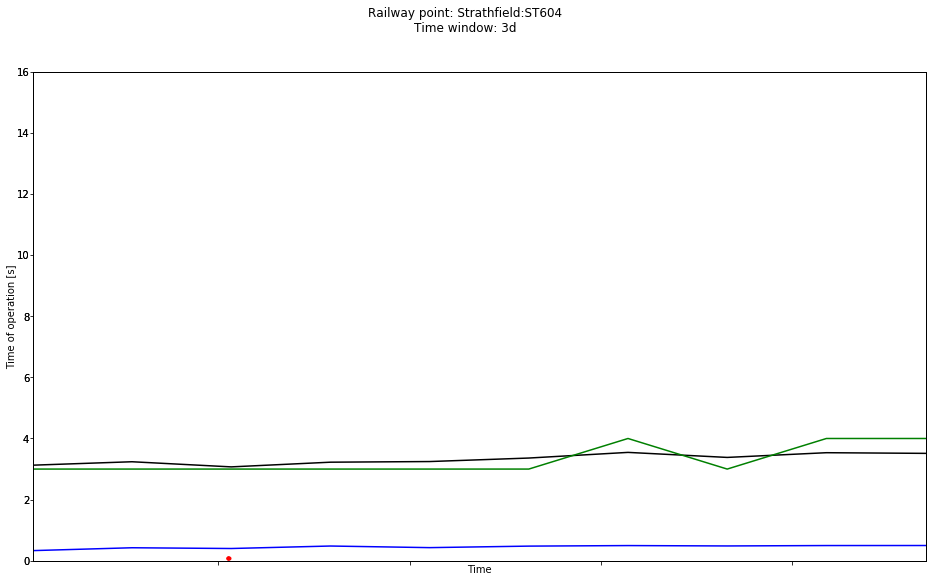 Railway point: Strathfield:ST604
Time window: 3d
16
14
12
10
8
6
4
2
0
Time of operation [s]
Time